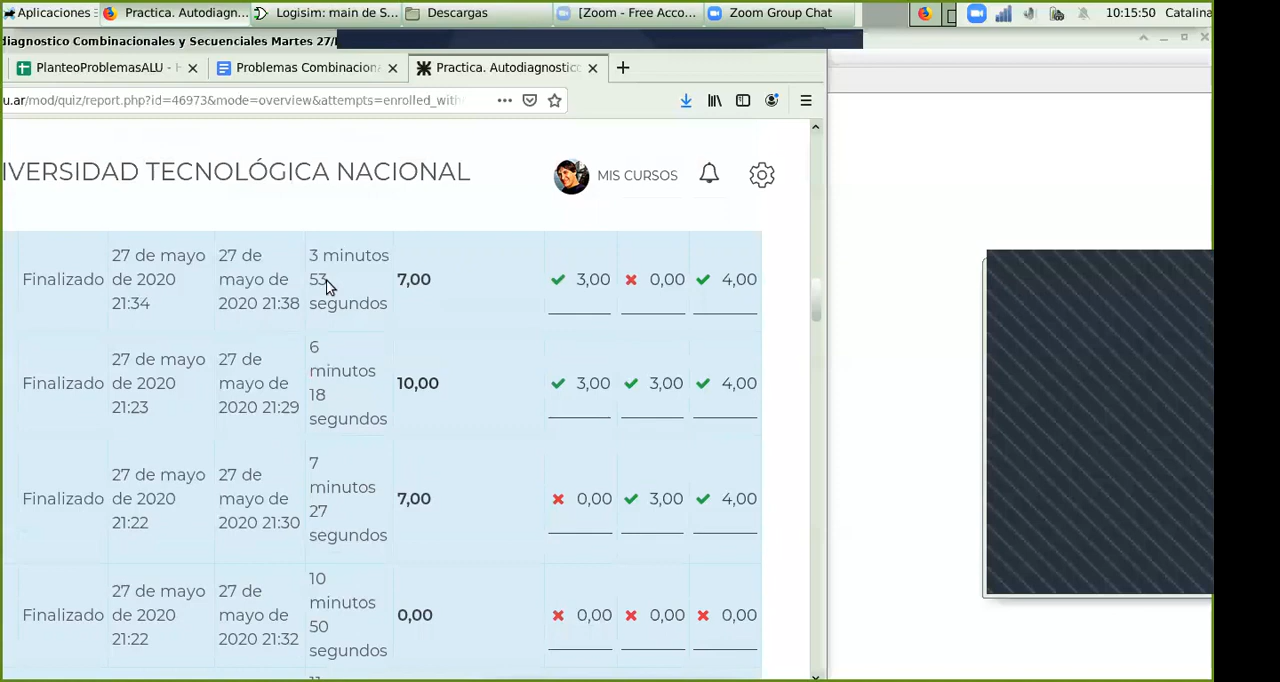 Aplicaciones
Practica. Autodiagn...
Logisim: main de S...
Descargas
[Zoom - Free Acco...
Zoom Group Chat
10:15:50 Catalina
diagnostico Combinacionales y Secuenciales Martes 27/
PlanteoProblemasALU - H
Problemas Combinacion
Practica. Autodiagnostico
u.ar/mod/quiz/report.php?id=46973&mode=overview&attempts=enrolled_with
IVERSIDAD TECNOLÓGICA NACIONAL
MIS CURSOS
Finalizado
27 de mayo
de 2020
21:34
27 de
mayo de
2020 21:38
3 minutos
53
segundos
7,00
3,00
0,00
4,00
Finalizado
27 de mayo
de 2020
21:23
27 de
mayo de
2020 21:29
6
minutos
18
segundos
10,00
3,00
3,00
4,00
Finalizado
27 de mayo
de 2020
21:22
27 de
mayo de
2020 21:30
7
minutos
27
segundos
7,00
0,00
3,00
4,00
Finalizado
27 de mayo
de 2020
21:22
27 de
mayo de
2020 21:32
10
minutos
50
segundos
0,00
0,00
0,00
0,00